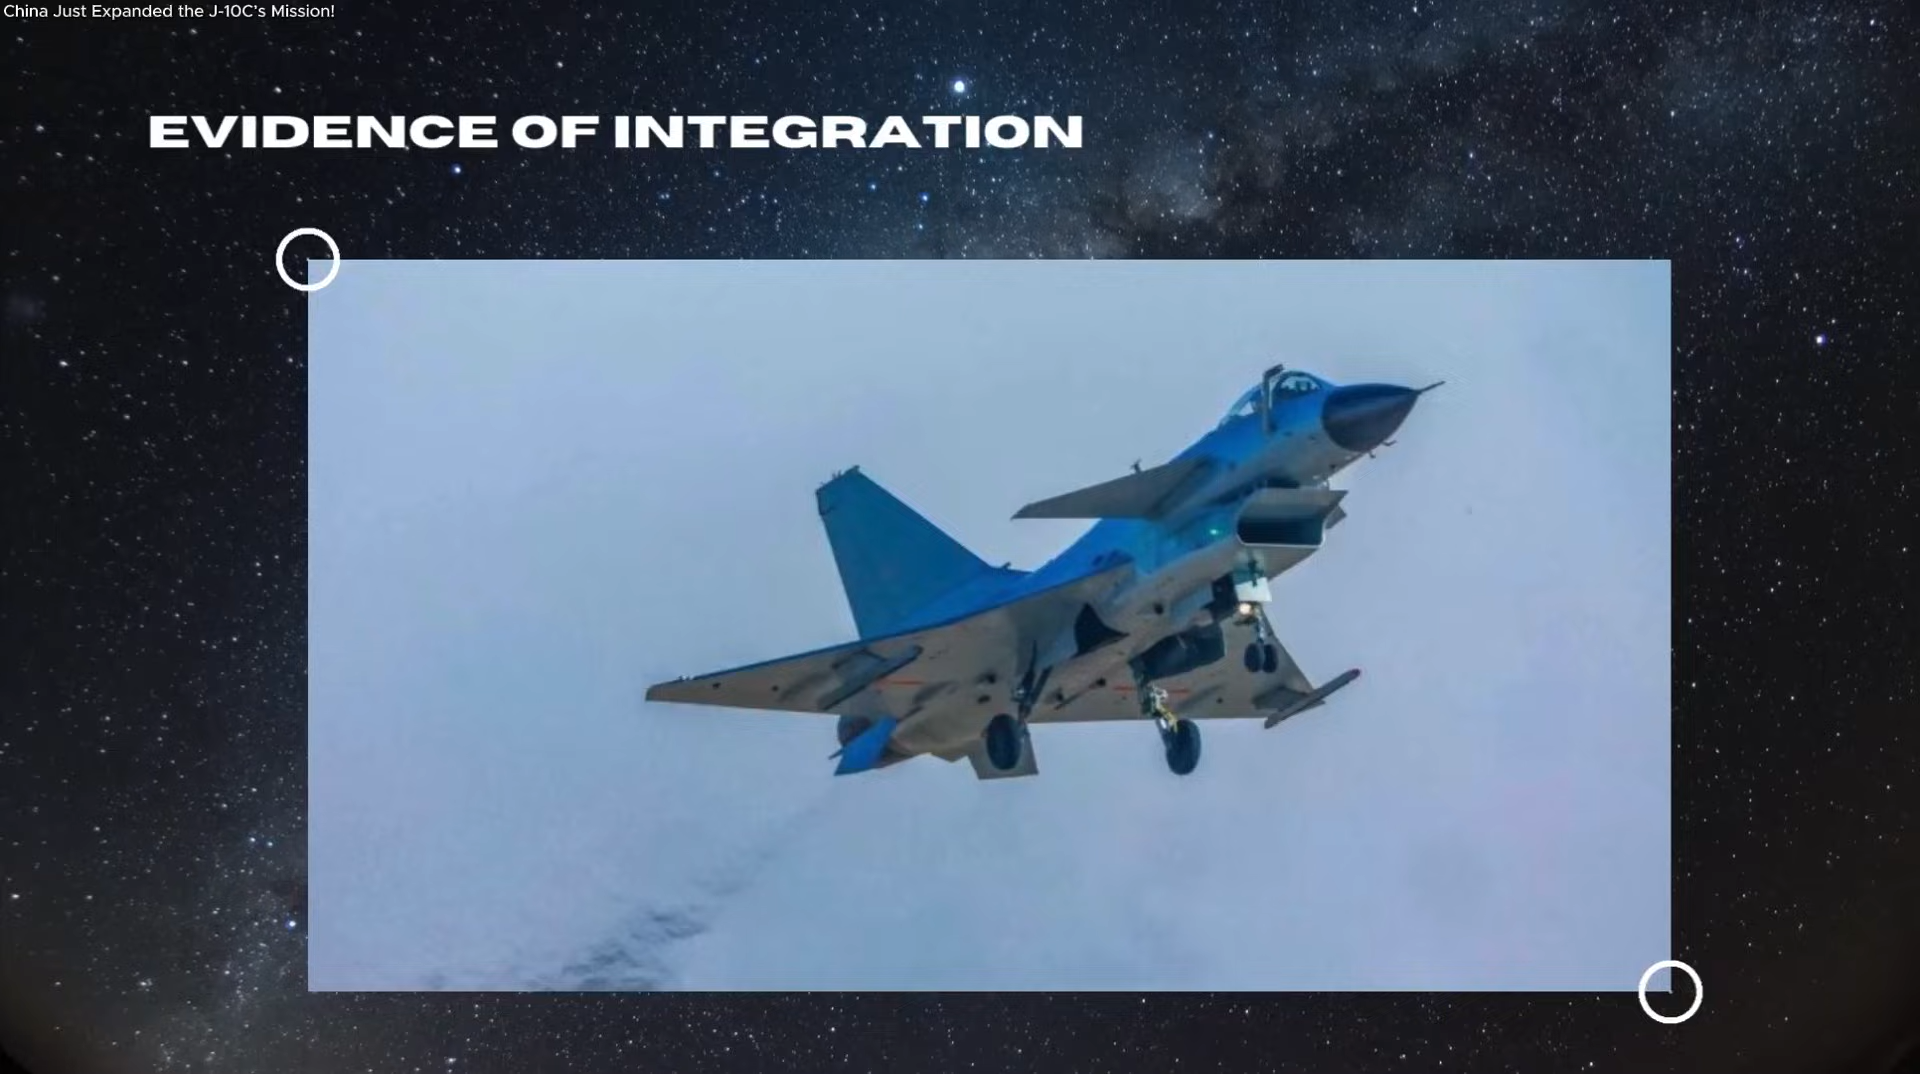 China Just Expanded the J-10C's Mission!
EVIDENCE OF INTEGRATION